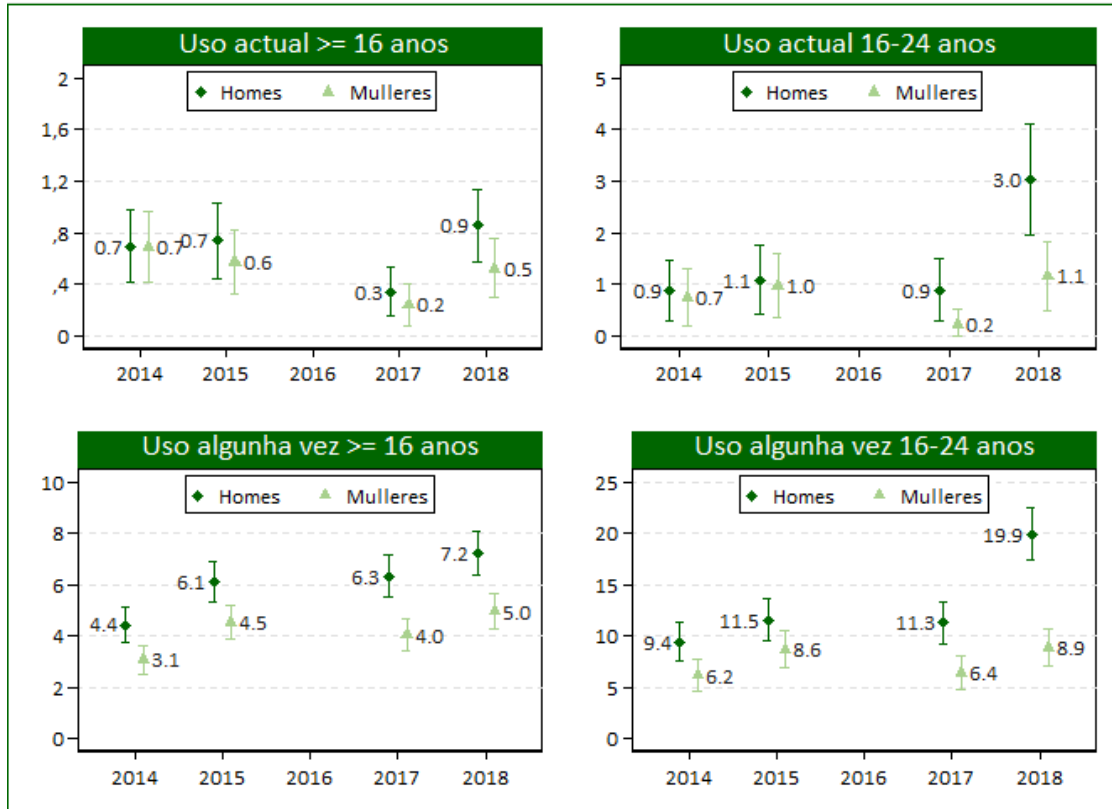 Uso actual >= 16 anos
Homes Mulleres
2
1,6
1,2
,8
,4
0
0.7 0.7 0.7 0.6 0.3 0.2 0.9 0.5
2014 2015 2016 2017 2018
Uso actual 16-24 anos
Homes Mulleres
5
4
3
2
1
0
0.9 0.7 1.1 1.0 0.9 0.2 3.0 1.1
2014 2015 2016 2017 2018
Uso algunha vez >= 16 anos
Homes Mulleres
10
8
6
4
2
0
4.4 3.1 6.1 4.5 6.3 4.0 7.2 5.0
2014 2015 2016 2017 2018
Uso algunha vez 16-24 anos
Homes Mulleres
25
20
15
10
5
0
9.4 6.2 11.5 8.6 11.3 6.4 19.9 8.9
2014 2015 2016 2017 2018